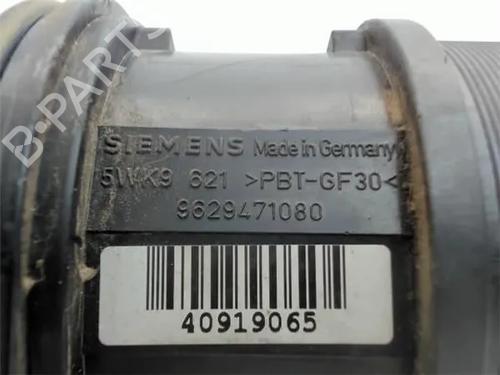 B-PARTS
SIEMENS Made in Germany
5WK9 621 >PBT-GF30<
9629471080
40919065